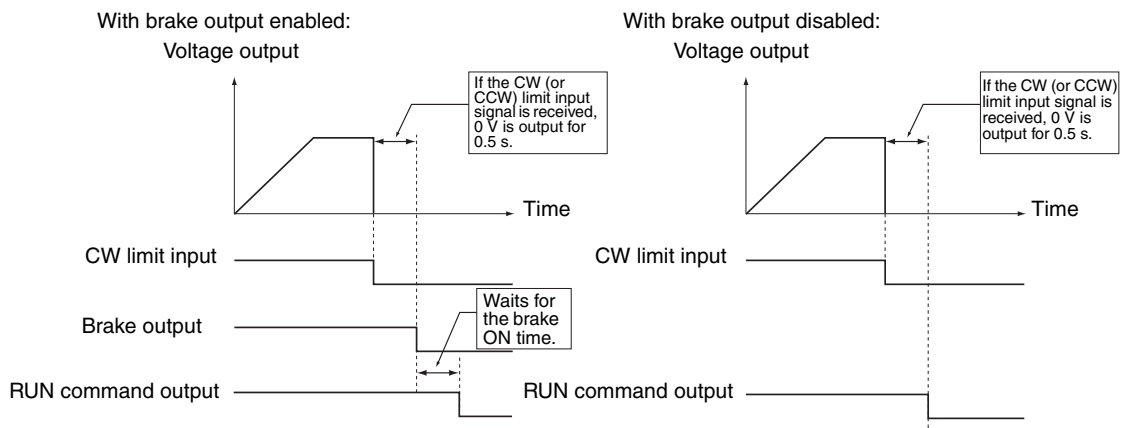 With brake output enabled:
Voltage output
If the CW (or
CCW) limit input
signal is
received,
0 V is output for
0.5 s.
Time
CW limit input
Waits for
the brake
ON time.
Brake output
RUN command output
With brake output disabled:
Voltage output
If the CW (or CCW)
limit input signal is
received, 0 V is
output for 0.5 s.
Time
CW limit input
RUN command output